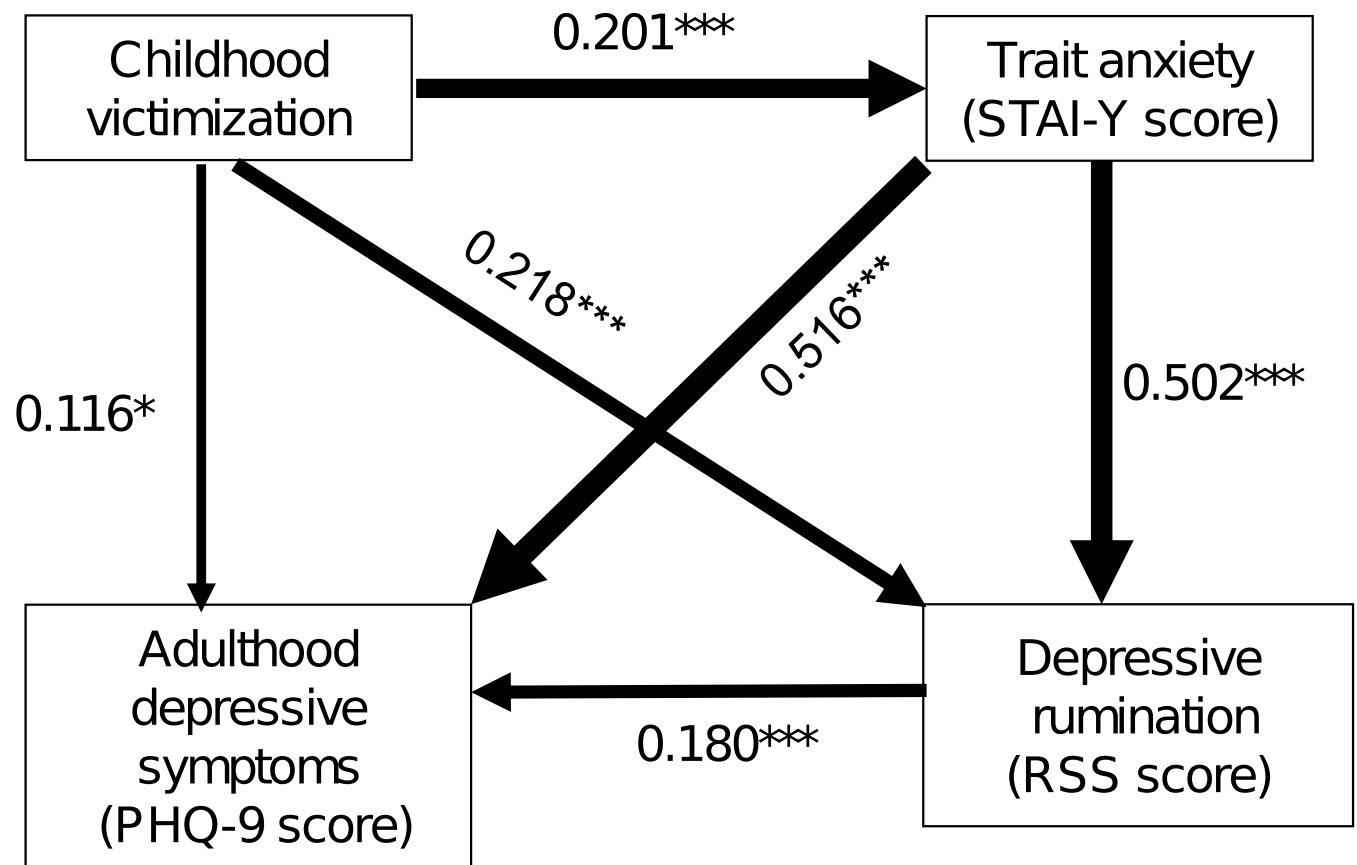 Childhood
victimization
0.201***
Trait anxiety
(STAI-Y score)
0.218***
0.516***
0.116*
0.502***
Adulthood
depressive
symptoms
(PHQ-9 score)
0.180***
Depressive
rumination
(RSS score)